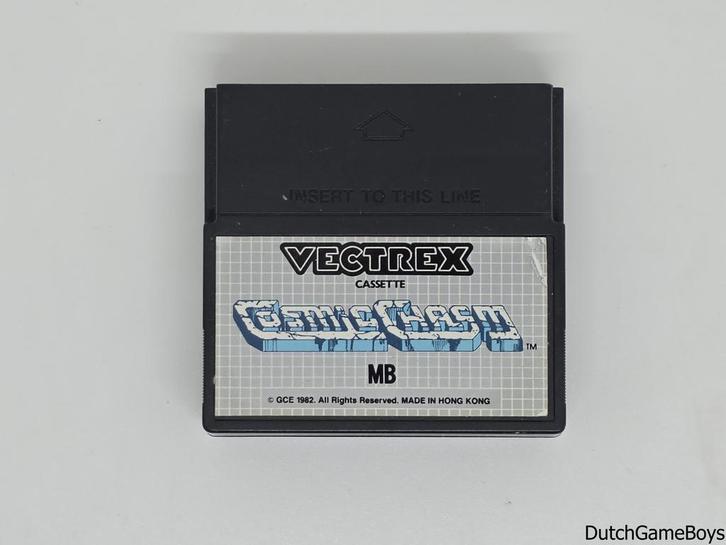 INSERT TO THIS LINE
VECTREX
CASSETTE
COSMIC CHASM TM
MB
© GCE 1982. All Rights Reserved. MADE IN HONG KONG
DutchGameBoys